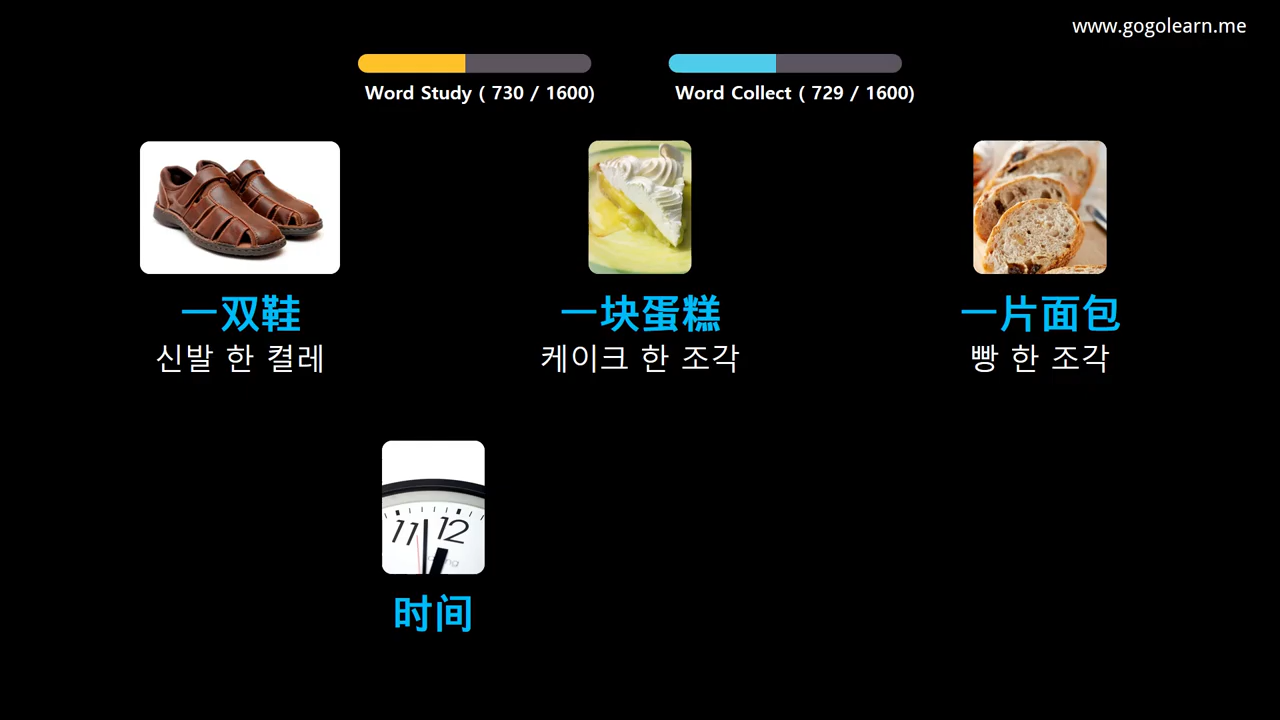 www.gogolearn.me
Word Study ( 730 / 1600)
Word Collect ( 729 / 1600)
一双鞋
一块蛋糕
一片面包
신발 한 켤레
케이크 한 조각
빵 한 조각
11 12
时间